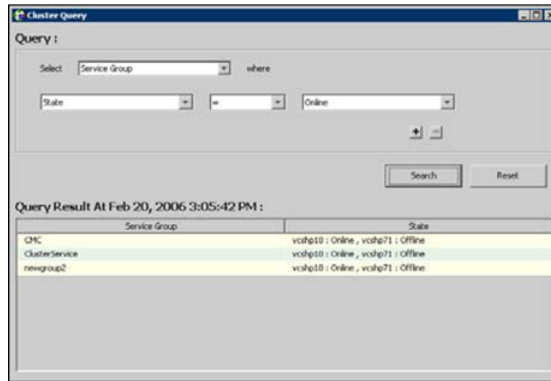 Cluster Query
Query :
Select Service Group where
State = Online
+ -
Search Reset
Query Result At Feb 20, 2006 3:05:42 PM :
Service Group State
CMC vcshp10 : Online , vcshp71 : Offline
ClusterService vcshp10 : Online , vcshp71 : Offline
newgroup2 vcshp10 : Online , vcshp71 : Offline